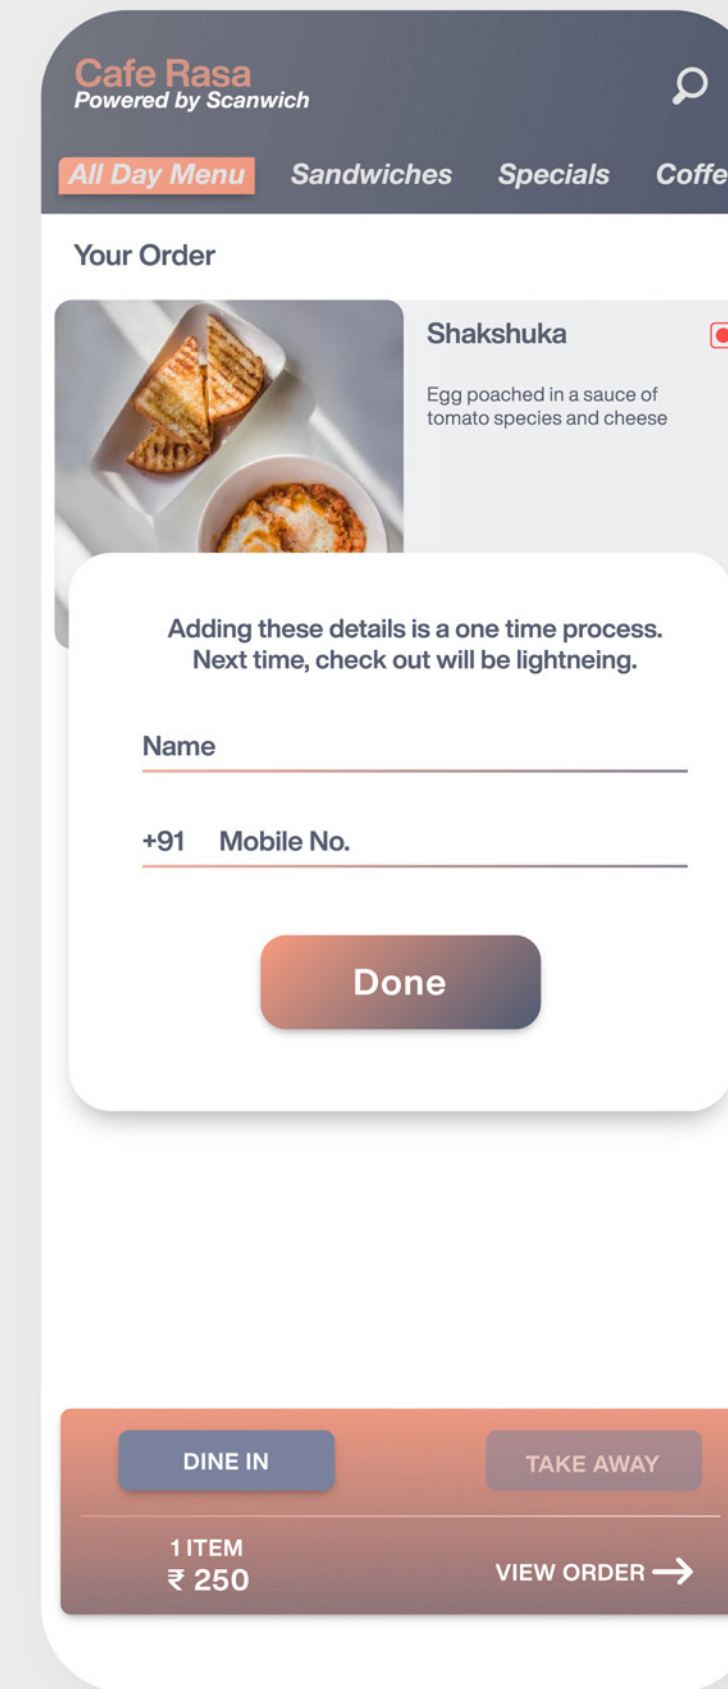 Cafe Rasa
Powered by Scanwich
All Day Menu Sandwiches Specials Coffe
Your Order
Shakshuka
Egg poached in a sauce of
tomato species and cheese
Adding these details is a one time process.
Next time, check out will be lightneing.
Name
+91 Mobile No.
Done
DINE IN TAKE AWAY
1 ITEM
₹ 250
VIEW ORDER →